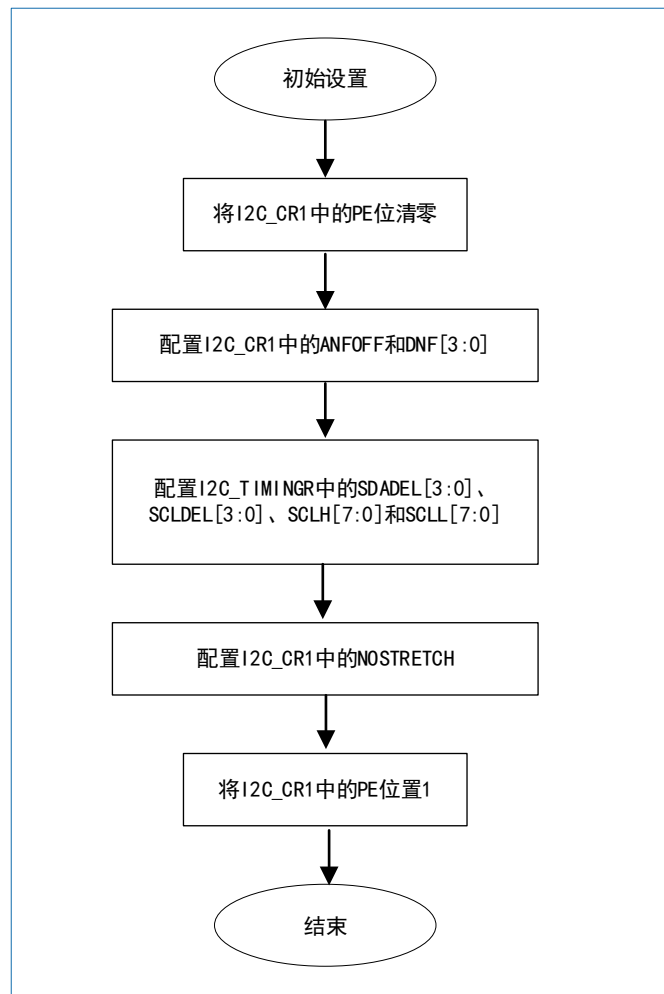 初始设置
将I2C_CR1中的PE位清零
配置I2C_CR1中的ANFOFF和DNF[3:0]
配置I2C_TIMINGR中的SDADEL[3:0]、
SCLDEL[3:0]、SCLH[7:0]和SCLL[7:0]
配置I2C_CR1中的NOSTRETCH
将I2C_CR1中的PE位置1
结束